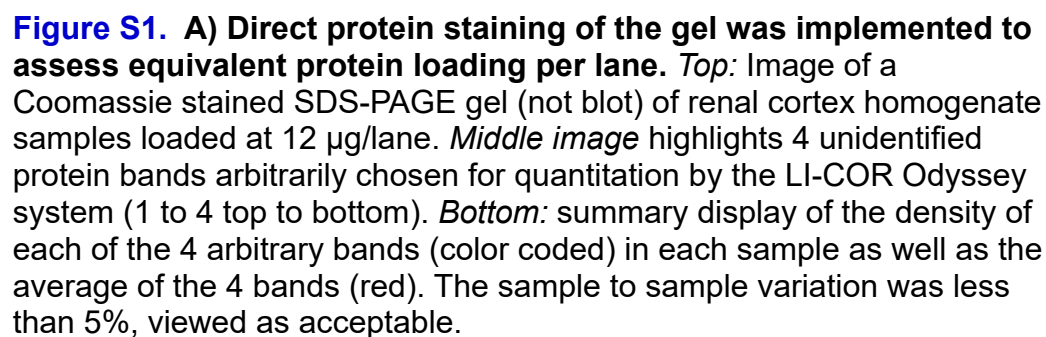 Figure S1. A) Direct protein staining of the gel was implemented to
assess equivalent protein loading per lane. Top: Image of a
Coomassie stained SDS-PAGE gel (not blot) of renal cortex homogenate
samples loaded at 12 µg/lane. Middle image highlights 4 unidentified
protein bands arbitrarily chosen for quantitation by the LI-COR Odyssey
system (1 to 4 top to bottom). Bottom: summary display of the density of
each of the 4 arbitrary bands (color coded) in each sample as well as the
average of the 4 bands (red). The sample to sample variation was less
than 5%, viewed as acceptable.